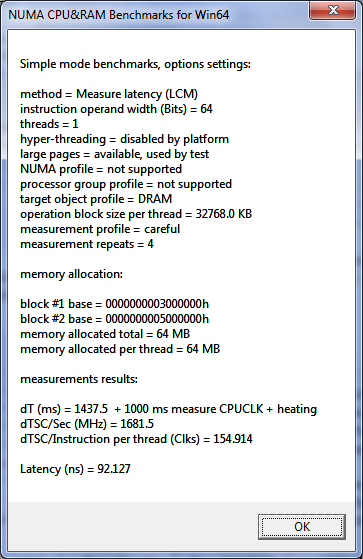 NUMA CPU&RAM Benchmarks for Win64
Simple mode benchmarks, options settings:
method = Measure latency (LCM)
instruction operand width (Bits) = 64
threads = 1
hyper-threading = disabled by platform
large pages = available, used by test
NUMA profile = not supported
processor group profile = not supported
target object profile = DRAM
operation block size per thread = 32768.0 KB
measurement profile = careful
measurement repeats = 4
memory allocation:
block #1 base = 0000000003000000h
block #2 base = 0000000005000000h
memory allocated total = 64 MB
memory allocated per thread = 64 MB
measurements results:
dT (ms) = 1437.5  + 1000 ms measure CPUCLK + heating
dTSC/Sec (MHz) = 1681.5
dTSC/Instruction per thread (Clks) = 154.914
Latency (ns) = 92.127
OK